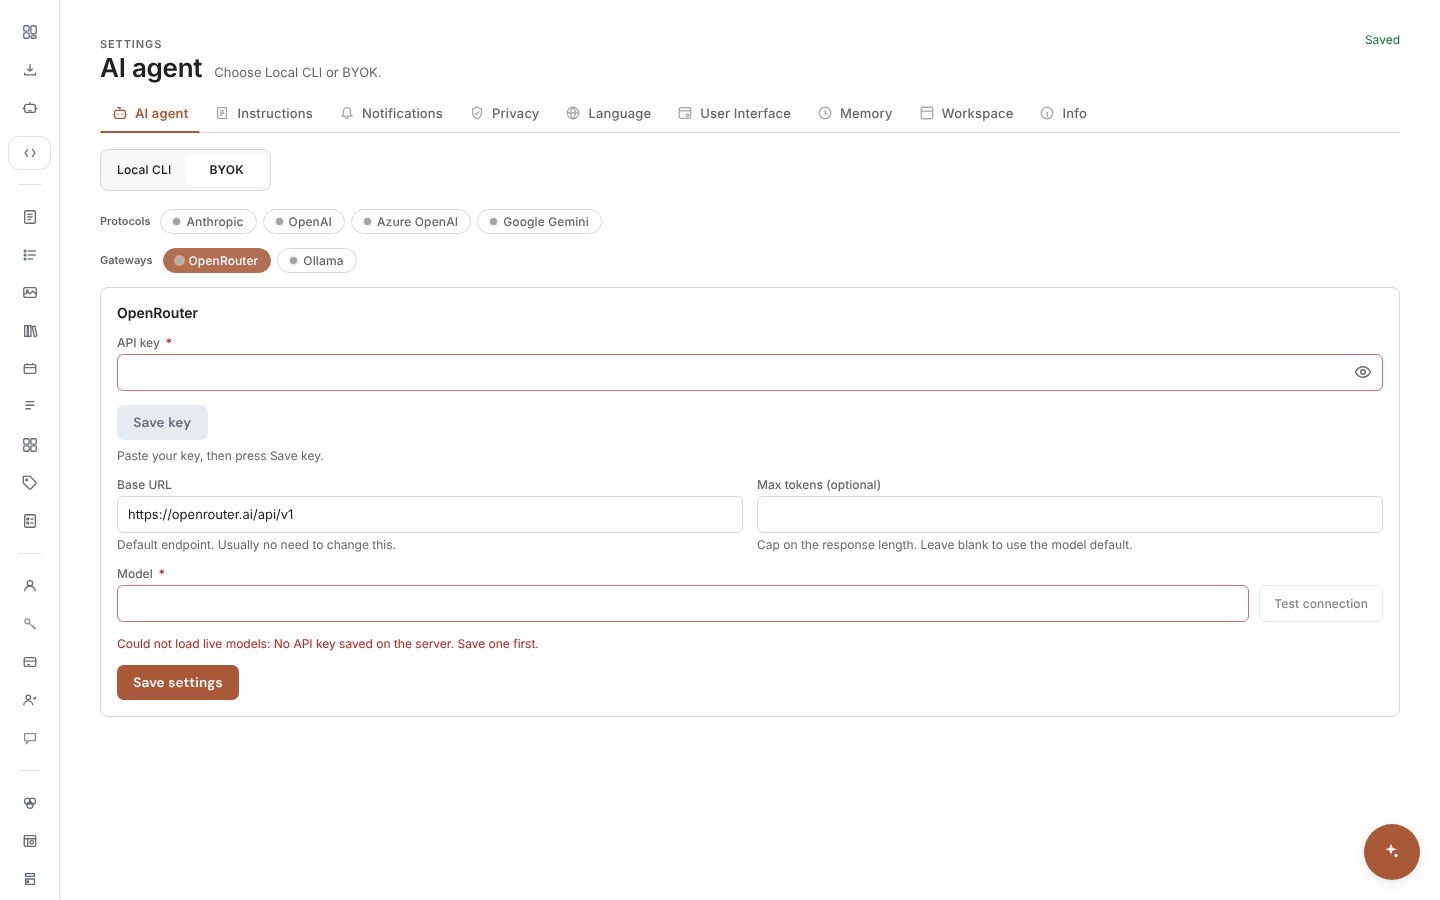 SETTINGS
Saved
AI agent Choose Local CLI or BYOK.
AI agent Instructions Notifications Privacy Language User Interface Memory Workspace Info
Local CLI BYOK
Protocols Anthropic OpenAI Azure OpenAI Google Gemini
Gateways OpenRouter Ollama
OpenRouter
API key *
Save key
Paste your key, then press Save key.
Base URL Max tokens (optional)
https://openrouter.ai/api/v1
Default endpoint. Usually no need to change this. Cap on the response length. Leave blank to use the model default.
Model *
Test connection
Could not load live models: No API key saved on the server. Save one first.
Save settings